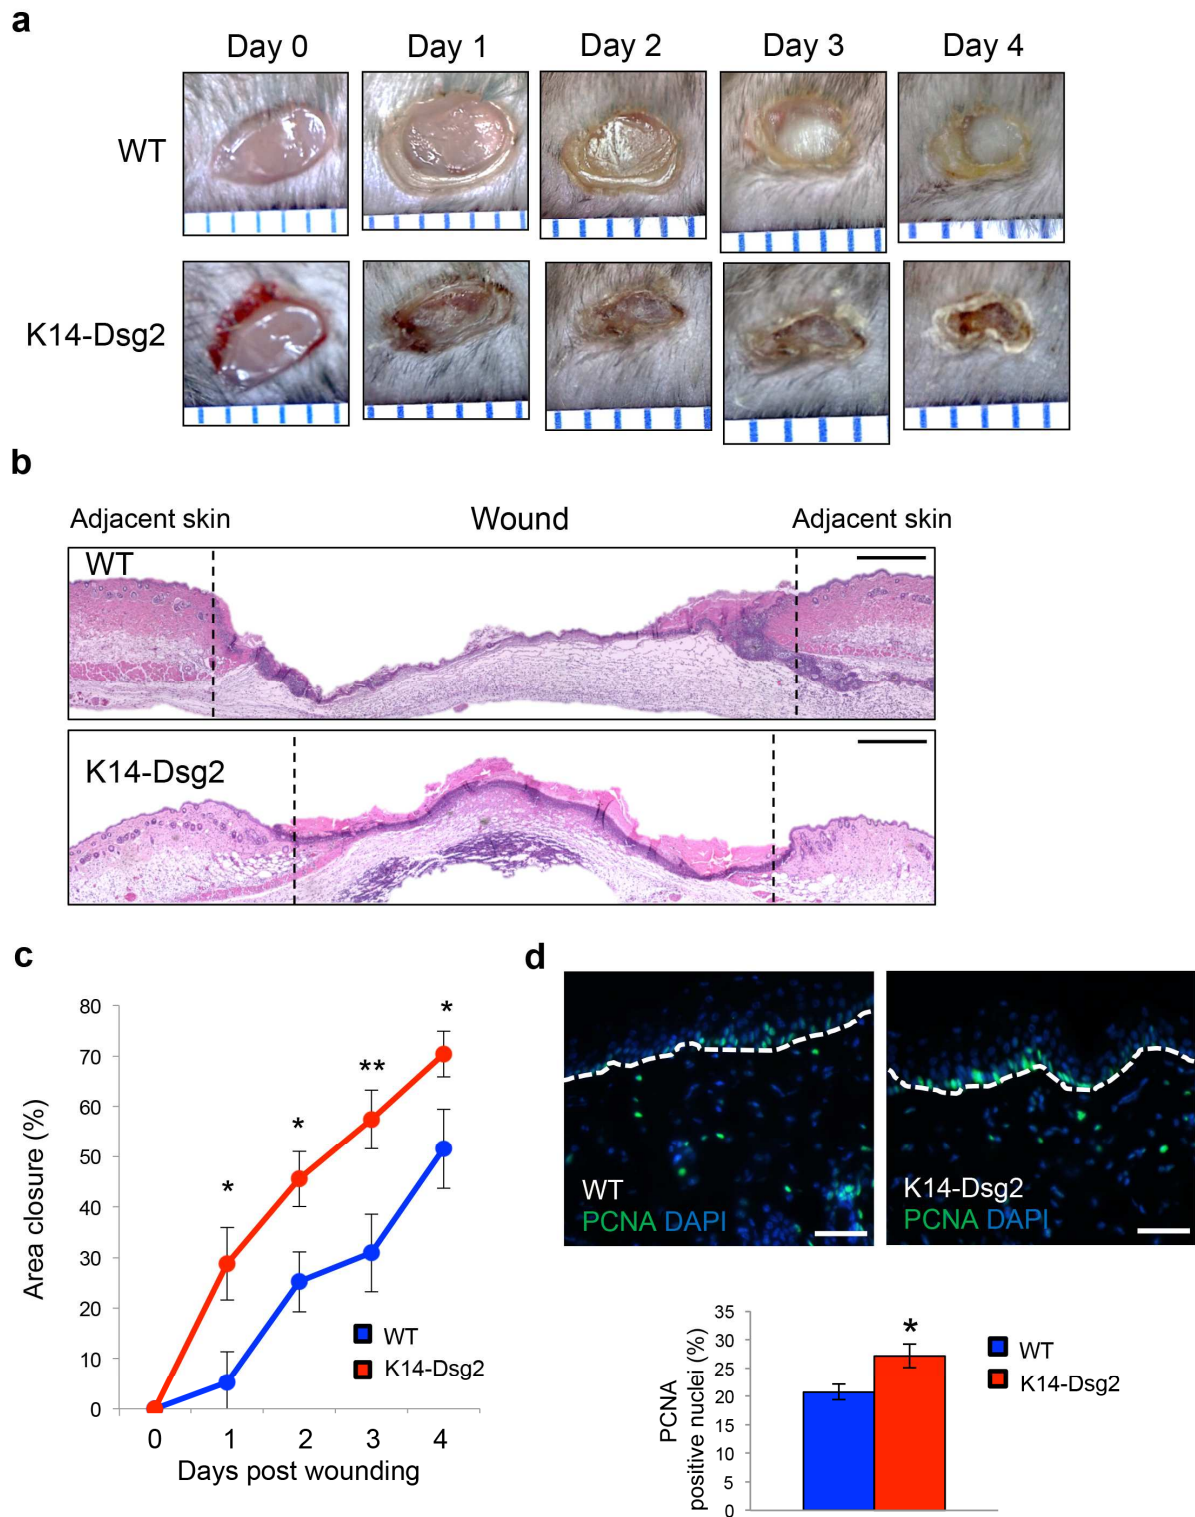 a
Day 0 Day 1 Day 2 Day 3 Day 4
WT
K14-Dsg2
b
Adjacent skin Wound Adjacent skin
WT
K14-Dsg2
c
80
70
60
50
40
30
20
10
0
Area closure (%)
* * ** *
WT
K14-Dsg2
0 1 2 3 4
Days post wounding
d
WT
PCNA DAPI
K14-Dsg2
PCNA DAPI
35
30
25
20
15
10
5
0
PCNA
positive nuclei (%)
*
WT
K14-Dsg2